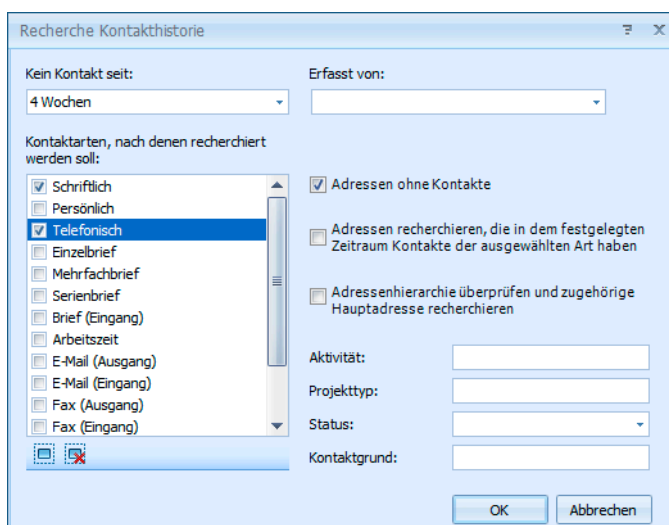 Recherche Kontakthistorie
Kein Kontakt seit:
4 Wochen
Erfasst von:
Kontaktarten, nach denen recherchiert
werden soll:
Schriftlich
Persönlich
Telefonisch
Einzelbrief
Mehrfachbrief
Serienbrief
Brief (Eingang)
Arbeitszeit
E-Mail (Ausgang)
E-Mail (Eingang)
Fax (Ausgang)
Fax (Eingang)
Adressen ohne Kontakte
Adressen recherchieren, die in dem festgelegten
Zeitraum Kontakte der ausgewählten Art haben
Adressenhierarchie überprüfen und zugehörige
Hauptadresse recherchieren
Aktivität:
Projekttyp:
Status:
Kontaktgrund:
OK
Abbrechen